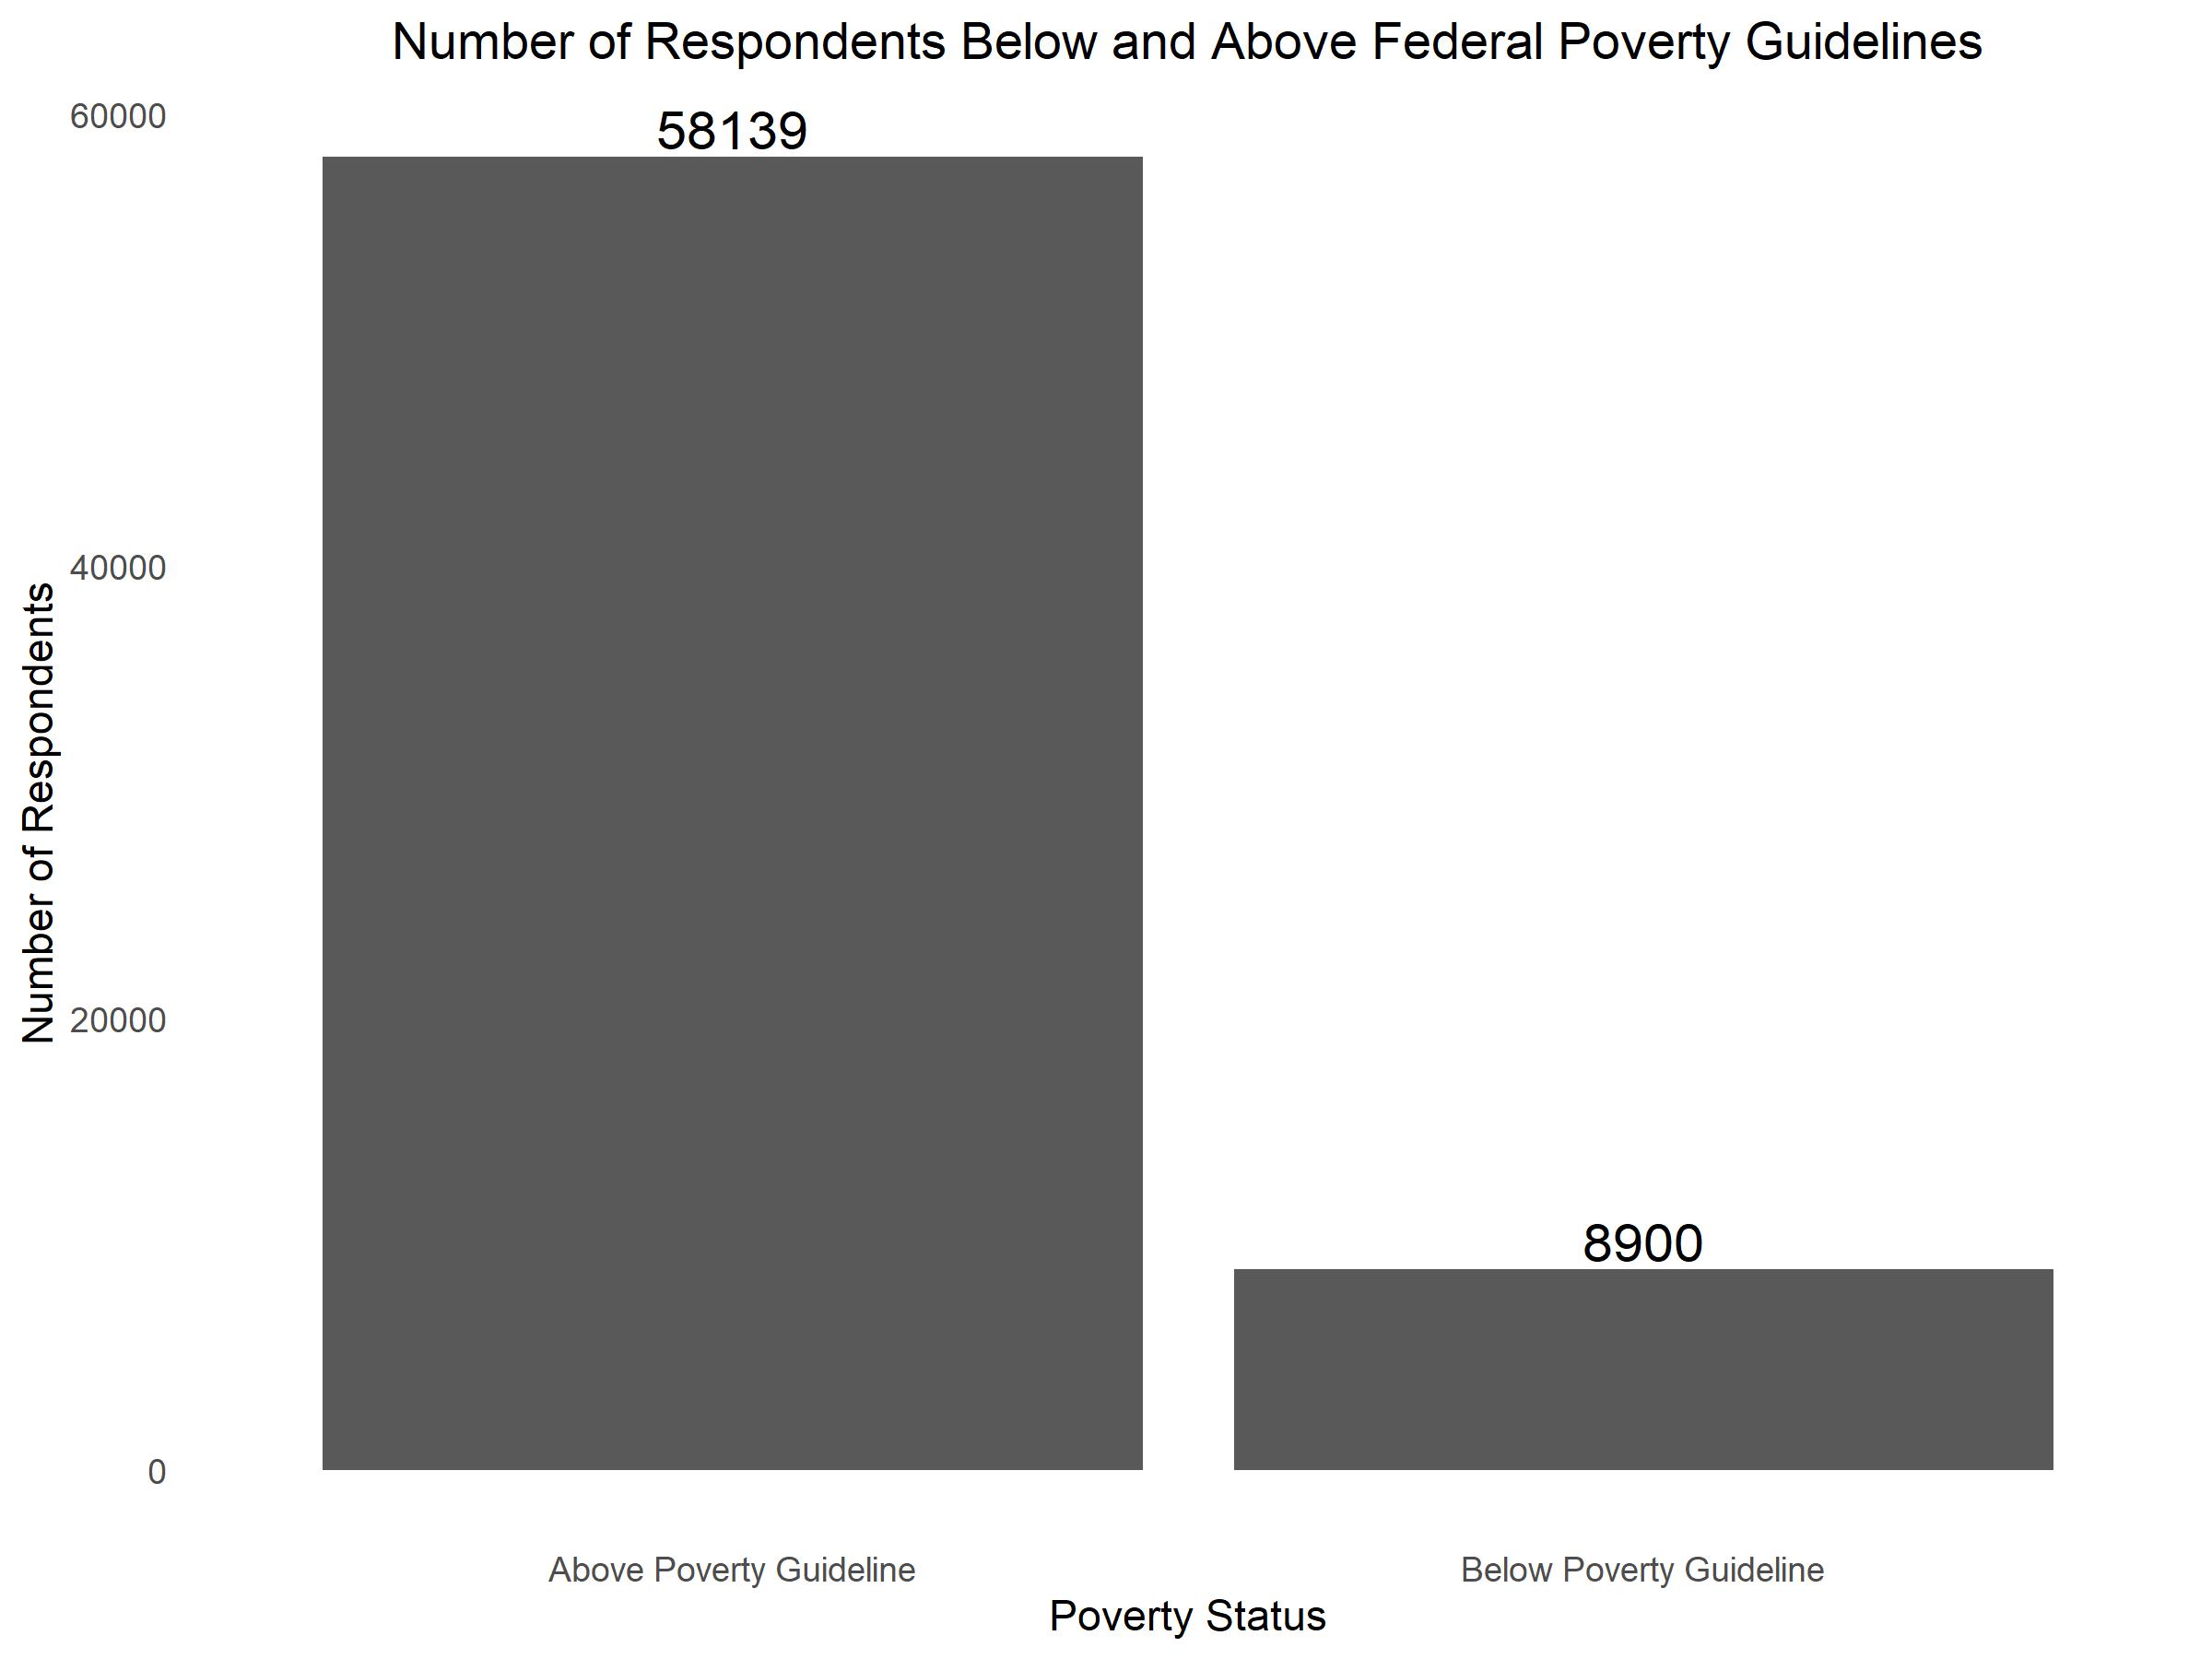 Number of Respondents Below and Above Federal Poverty Guidelines
60000
58139
40000
Number of Respondents
20000
8900
0
Above Poverty Guideline
Below Poverty Guideline
Poverty Status